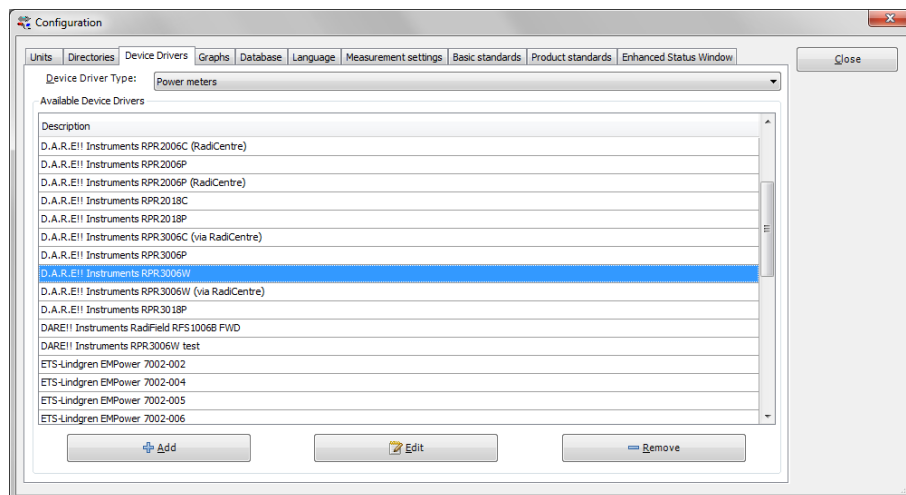 Configuration
Units Directories Device Drivers Graphs Database Language Measurement settings Basic standards Product standards Enhanced Status Window
Close
Device Driver Type: Power meters
Available Device Drivers
Description
D.A.R.E!! Instruments RPR2006C (RadiCentre)
D.A.R.E!! Instruments RPR2006P
D.A.R.E!! Instruments RPR2006P (RadiCentre)
D.A.R.E!! Instruments RPR2018C
D.A.R.E!! Instruments RPR2018P
D.A.R.E!! Instruments RPR3006C (via RadiCentre)
D.A.R.E!! Instruments RPR3006P
D.A.R.E!! Instruments RPR3006W
D.A.R.E!! Instruments RPR3006W (via RadiCentre)
D.A.R.E!! Instruments RPR3018P
DARE!! Instruments RadiField RFS1006B FWD
DARE!! Instruments RPR3006W test
ETS-Lindgren EMPower 7002-002
ETS-Lindgren EMPower 7002-004
ETS-Lindgren EMPower 7002-005
ETS-Lindgren EMPower 7002-006
Add Edit Remove